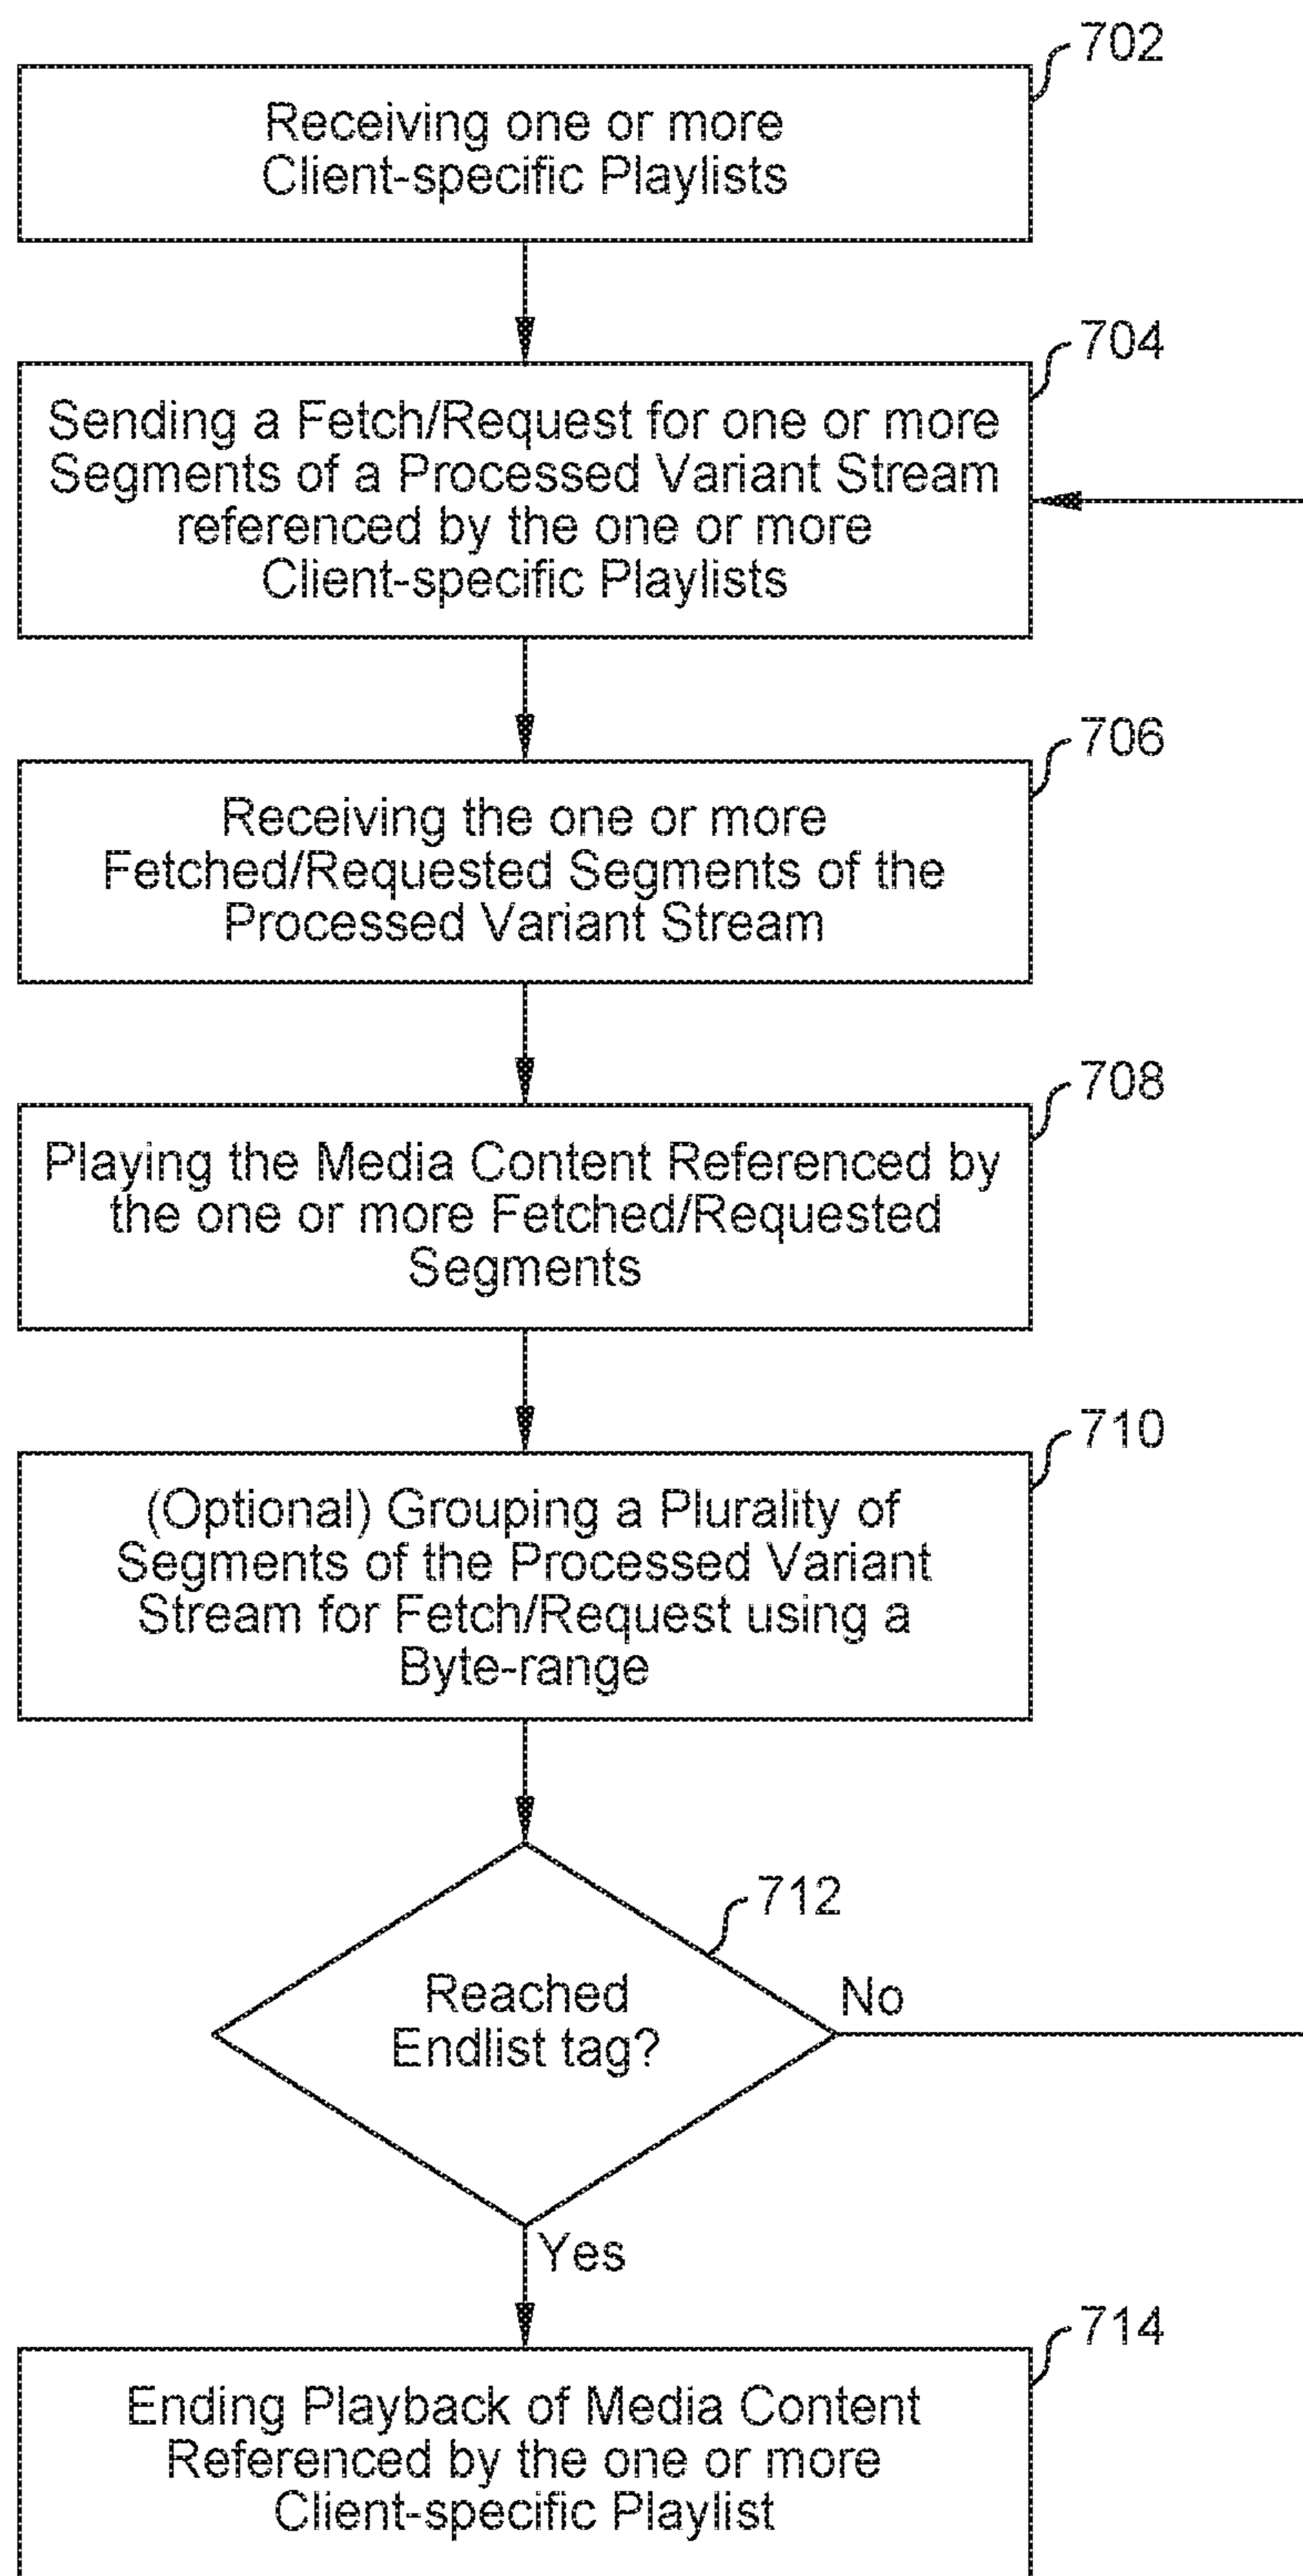 702
Receiving one or more
Client-specific Playlists
704
Sending a Fetch/Request for one or more
Segments of a Processed Variant Stream
referenced by the one or more
Client-specific Playlists
706
Receiving the one or more
Fetched/Requested Segments of the
Processed Variant Stream
708
Playing the Media Content Referenced by
the one or more Fetched/Requested
Segments
710
(Optional) Grouping a Plurality of
Segments of the Processed Variant
Stream for Fetch/Request using a
Byte-range
712
Reached
Endlist tag?
No
Yes
714
Ending Playback of Media Content
Referenced by the one or more
Client-specific Playlist